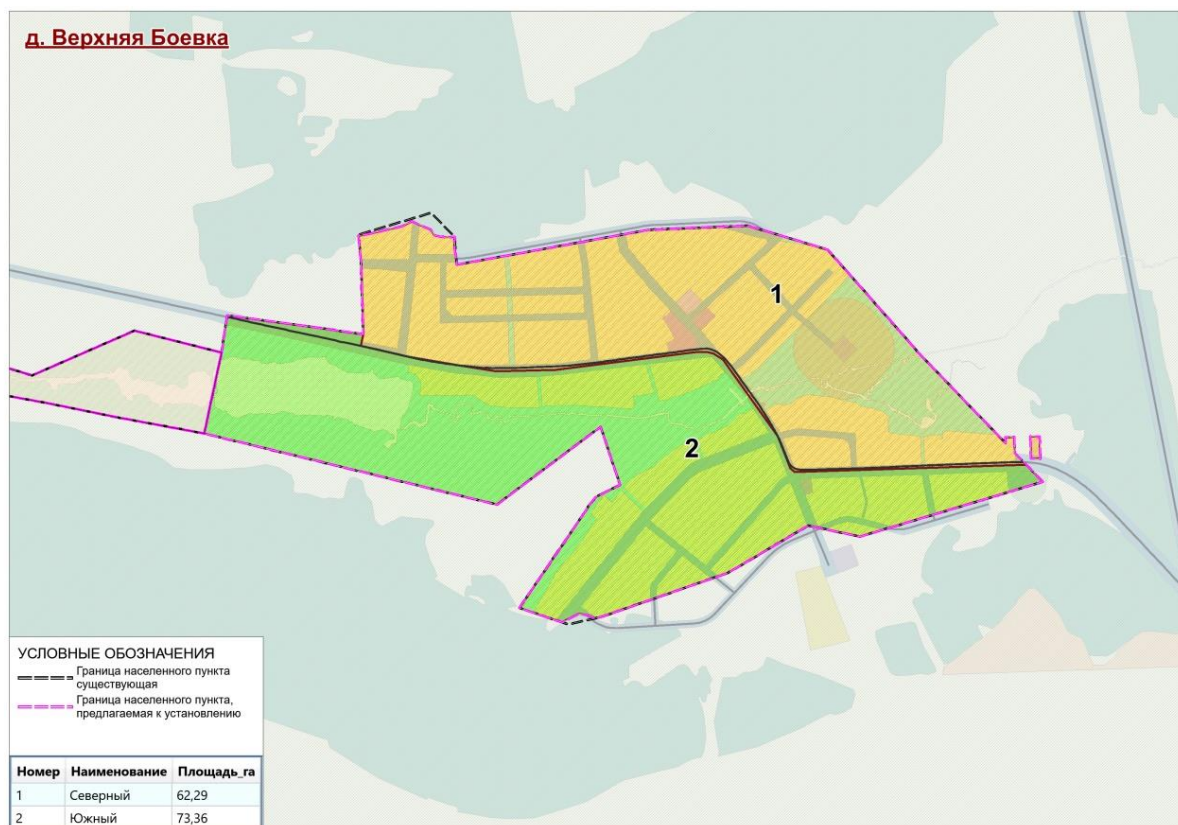 д. Верхняя Боевка
1
2
УСЛОВНЫЕ ОБОЗНАЧЕНИЯ
Граница населенного пункта
существующая
Граница населенного пункта,
предлагаемая к установлению
Номер Наименование Площадь_га
1 Северный 62,29
2 Южный 73,36